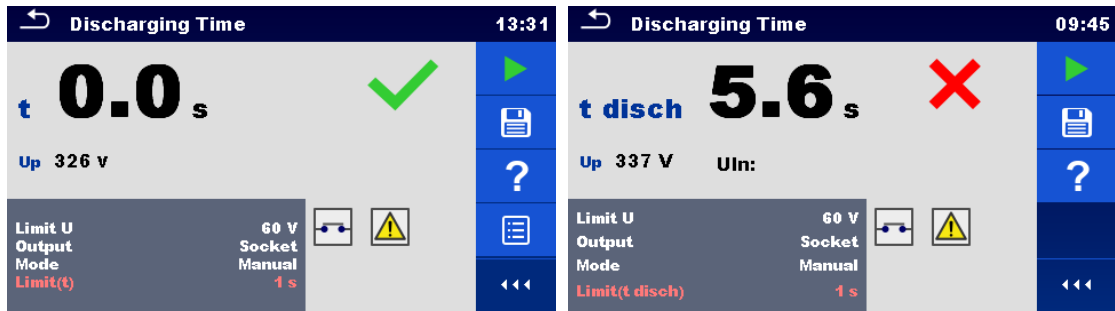 Discharging Time 13:31
t 0.0 s
Up 326 V
?
Limit U 60 V
Output Socket
Mode Manual
Limit(t) 1 s
Discharging Time 09:45
t disch 5.6 s
Up 337 V Uln:
?
Limit U 60 V
Output Socket
Mode Manual
Limit(t disch) 1 s